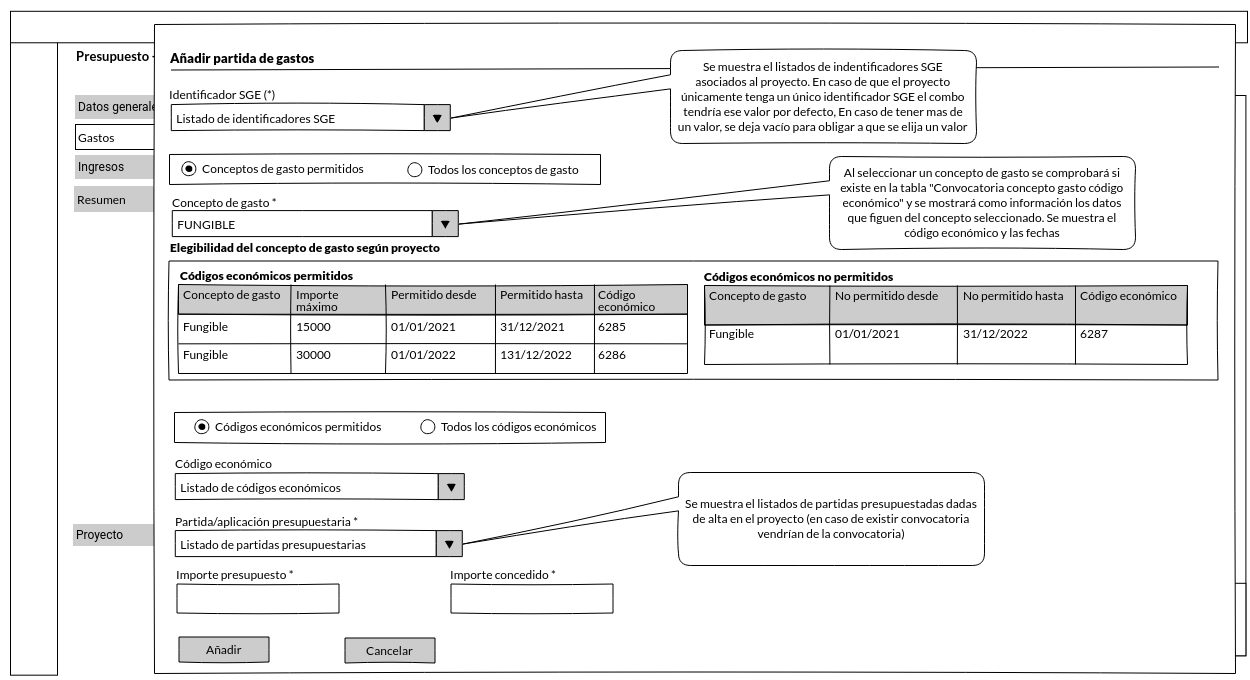 Presupuesto -
Datos generale
Gastos
Ingresos
Resumen
Proyecto
Añadir partida de gastos
Identificador SGE (*)
Listado de identificadores SGE
▼
Se muestra el listados de indentificadores SGE
asociados al proyecto. En caso de que el proyecto
únicamente tenga un único identificador SGE el combo
tendría ese valor por defecto, En caso de tener mas de
un valor, se deja vacío para obligar a que se elija un valor
Conceptos de gasto permitidos
Todos los conceptos de gasto
Concepto de gasto *
FUNGIBLE
▼
Al seleccionar un concepto de gasto se comprobará si
existe en la tabla "Convocatoria concepto gasto código
económico" y se mostrará como información los datos
que figuen del concepto seleccionado. Se muestra el
código económico y las fechas
Elegibilidad del concepto de gasto según proyecto
Códigos económicos permitidos
Concepto de gasto
Importe
máximo
Permitido desde
Permitido hasta
Código
económico
Fungible
15000
01/01/2021
31/12/2021
6285
Fungible
30000
01/01/2022
131/12/2022
6286
Códigos económicos no permitidos
Concepto de gasto
No permitido desde
No permitido hasta
Código económico
Fungible
01/01/2021
31/12/2022
6287
Códigos económicos permitidos
Todos los códigos económicos
Código económico
Listado de códigos económicos
▼
Partida/aplicación presupuestaria *
Listado de partidas presupuestarias
▼
Se muestra el listados de partidas presupuestadas dadas
de alta en el proyecto (en caso de existir convocatoria
vendrían de la convocatoria)
Importe presupuesto *
Importe concedido *
Añadir
Cancelar